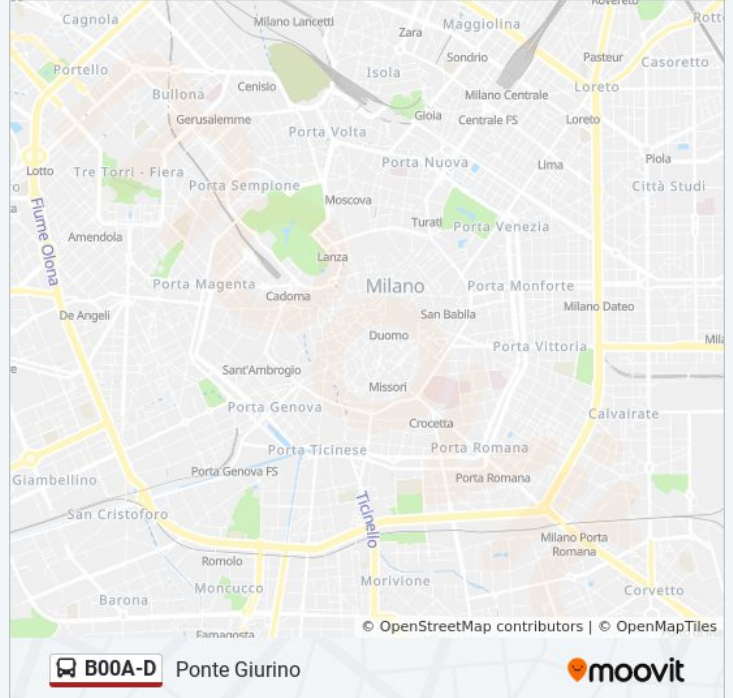 Rovereto
Cagnola
Milano Lancetti
Maggiolina
Rott
Zara
Sondrio
Pasteur
Casoretto
Portello
Isola
Bullona
Cenisio
Milano Centrale
Loreto
Gioia
Centrale FS
Loreto
Gerusalemme
Porta Volta
Lotto
Tre Torri - Fiera
Porta Nuova
Lima
Piola
o
Porta Sempione
Città Studi
a
Moscova
Turati
Porta Venezia
Fiume Olona
Amendola
Lanza
Porta Magenta
Cadorna
Milano
Porta Monforte
De Angeli
San Babila
Milano Dateo
Duomo
Porta Vittoria
Mila
e
Sant'Ambrogio
Missori
Porta Genova
Crocetta
Calvairate
Porta Ticinese
Porta Romana
Giambellino
Porta Genova FS
Porta Romana
San Cristoforo
Ticinello
Milano Porta
Romana
Romolo
Moncucco
Morivione
Corvetto
Barona
Famagosta
© OpenStreetMap contributors | © OpenMapTiles
B00A-D Ponte Giurino
moovit